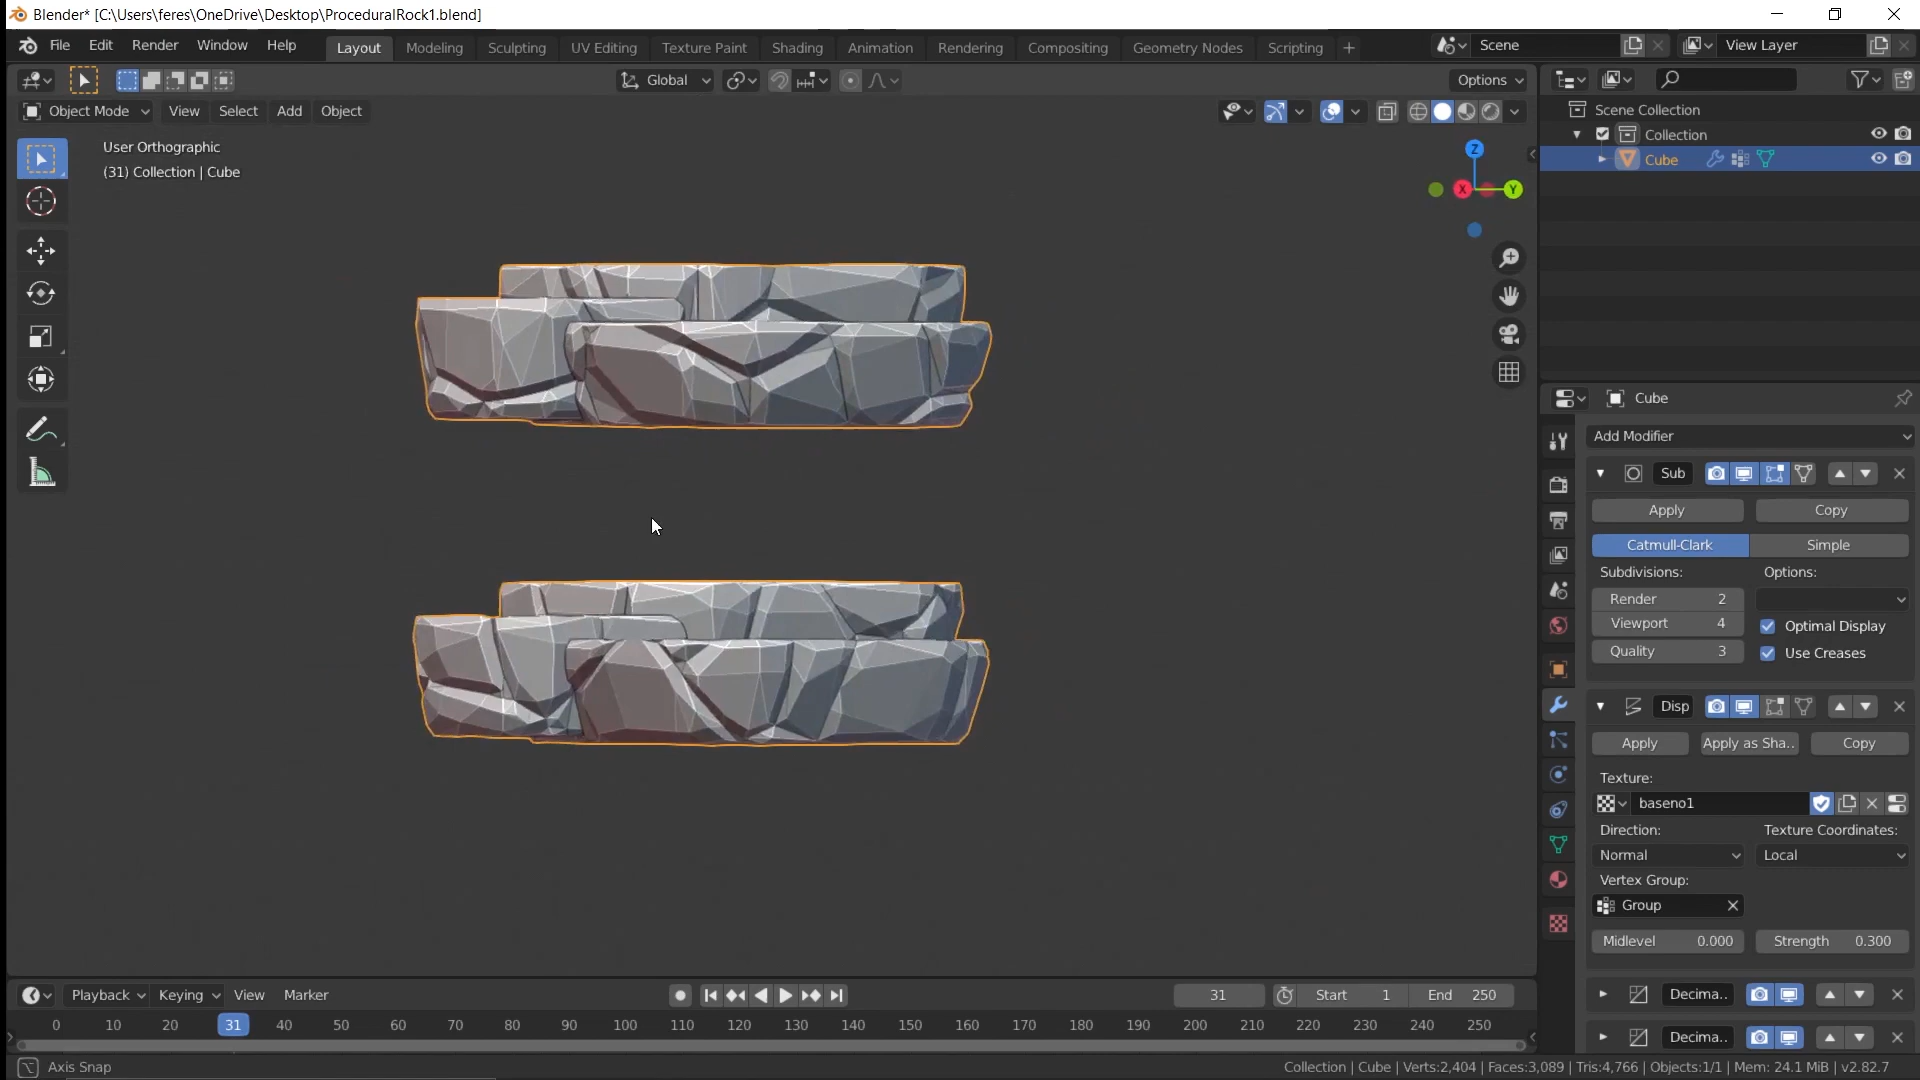 Blender* [C:\Users\feres\OneDrive\Desktop\ProceduralRock1.blend]
File Edit Render Window Help Layout Modeling Sculpting UV Editing Texture Paint Shading Animation Rendering Compositing Geometry Nodes Scripting + Scene View Layer
Global Options
Object Mode View Select Add Object
User Orthographic
(31) Collection | Cube
Z
X Y
Scene Collection
Collection
Cube
Cube
Add Modifier
Sub
Apply Copy
Catmull-Clark Simple
Subdivisions: Options:
Render 2
Viewport 4 Optimal Display
Quality 3 Use Creases
Disp
Apply Apply as Sha.. Copy
Texture:
baseno1
Direction: Texture Coordinates:
Normal Local
Vertex Group:
Group
Midlevel 0.000 Strength 0.300
Decima..
Decima..
Playback Keying View Marker 31 Start 1 End 250
0 10 20 31 40 50 60 70 80 90 100 110 120 130 140 150 160 170 180 190 200 210 220 230 240 250
Axis Snap
Collection | Cube | Verts:2,404 | Faces:3,089 | Tris:4,766 | Objects:1/1 | Mem: 24.1 MiB | v2.82.7